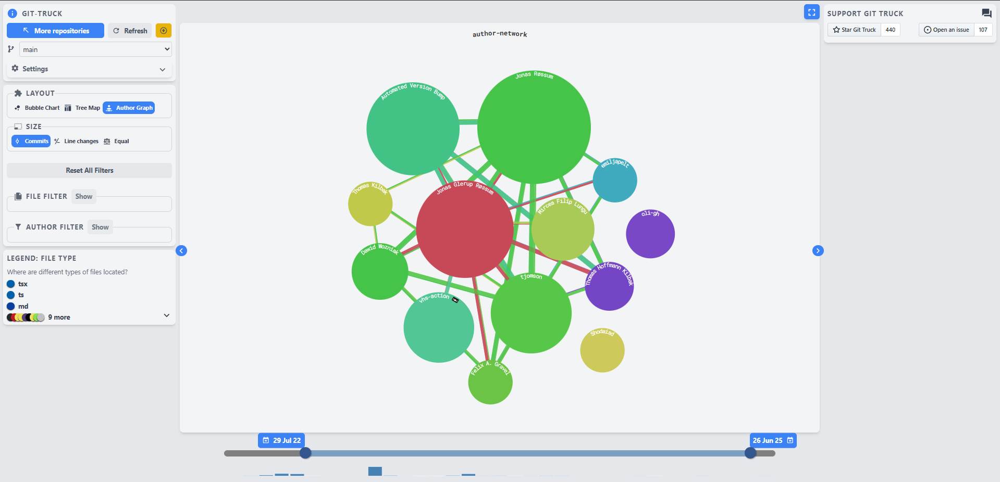 GIT-TRUCK
More repositories
Refresh
main
Settings
LAYOUT
Bubble Chart
Tree Map
Author Graph
SIZE
Commits
Line changes
Equal
Reset All Filters
FILE FILTER
Show
AUTHOR FILTER
Show
LEGEND: FILE TYPE
Where are different types of files located?
tsx
ts
md
9 more
author-network
Jonas Røssum
Automated Version Bump
emiljapelt
Thomas Kilbak
Jonas Glerup Røssum
Mircea Filip Lungu
oli-gh
Dawid Wozniak
Thomas Hoffmann Kilbak
tjomson
vhs-action 📼
Shodaisd
Felix A. Gravel
29 Jul 22
26 Jun 25
SUPPORT GIT TRUCK
Star Git Truck
440
Open an issue
107